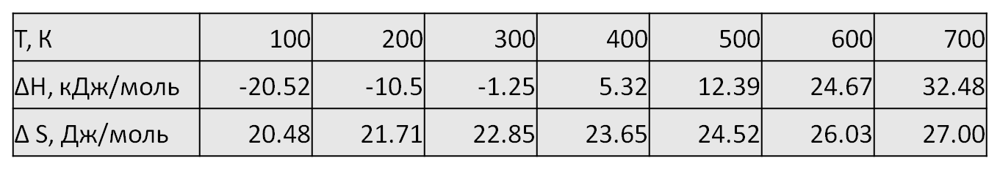 Т, К 100 200 300 400 500 600 700
ΔН, кДж/моль -20.52 -10.5 -1.25 5.32 12.39 24.67 32.48
Δ S, Дж/моль 20.48 21.71 22.85 23.65 24.52 26.03 27.00